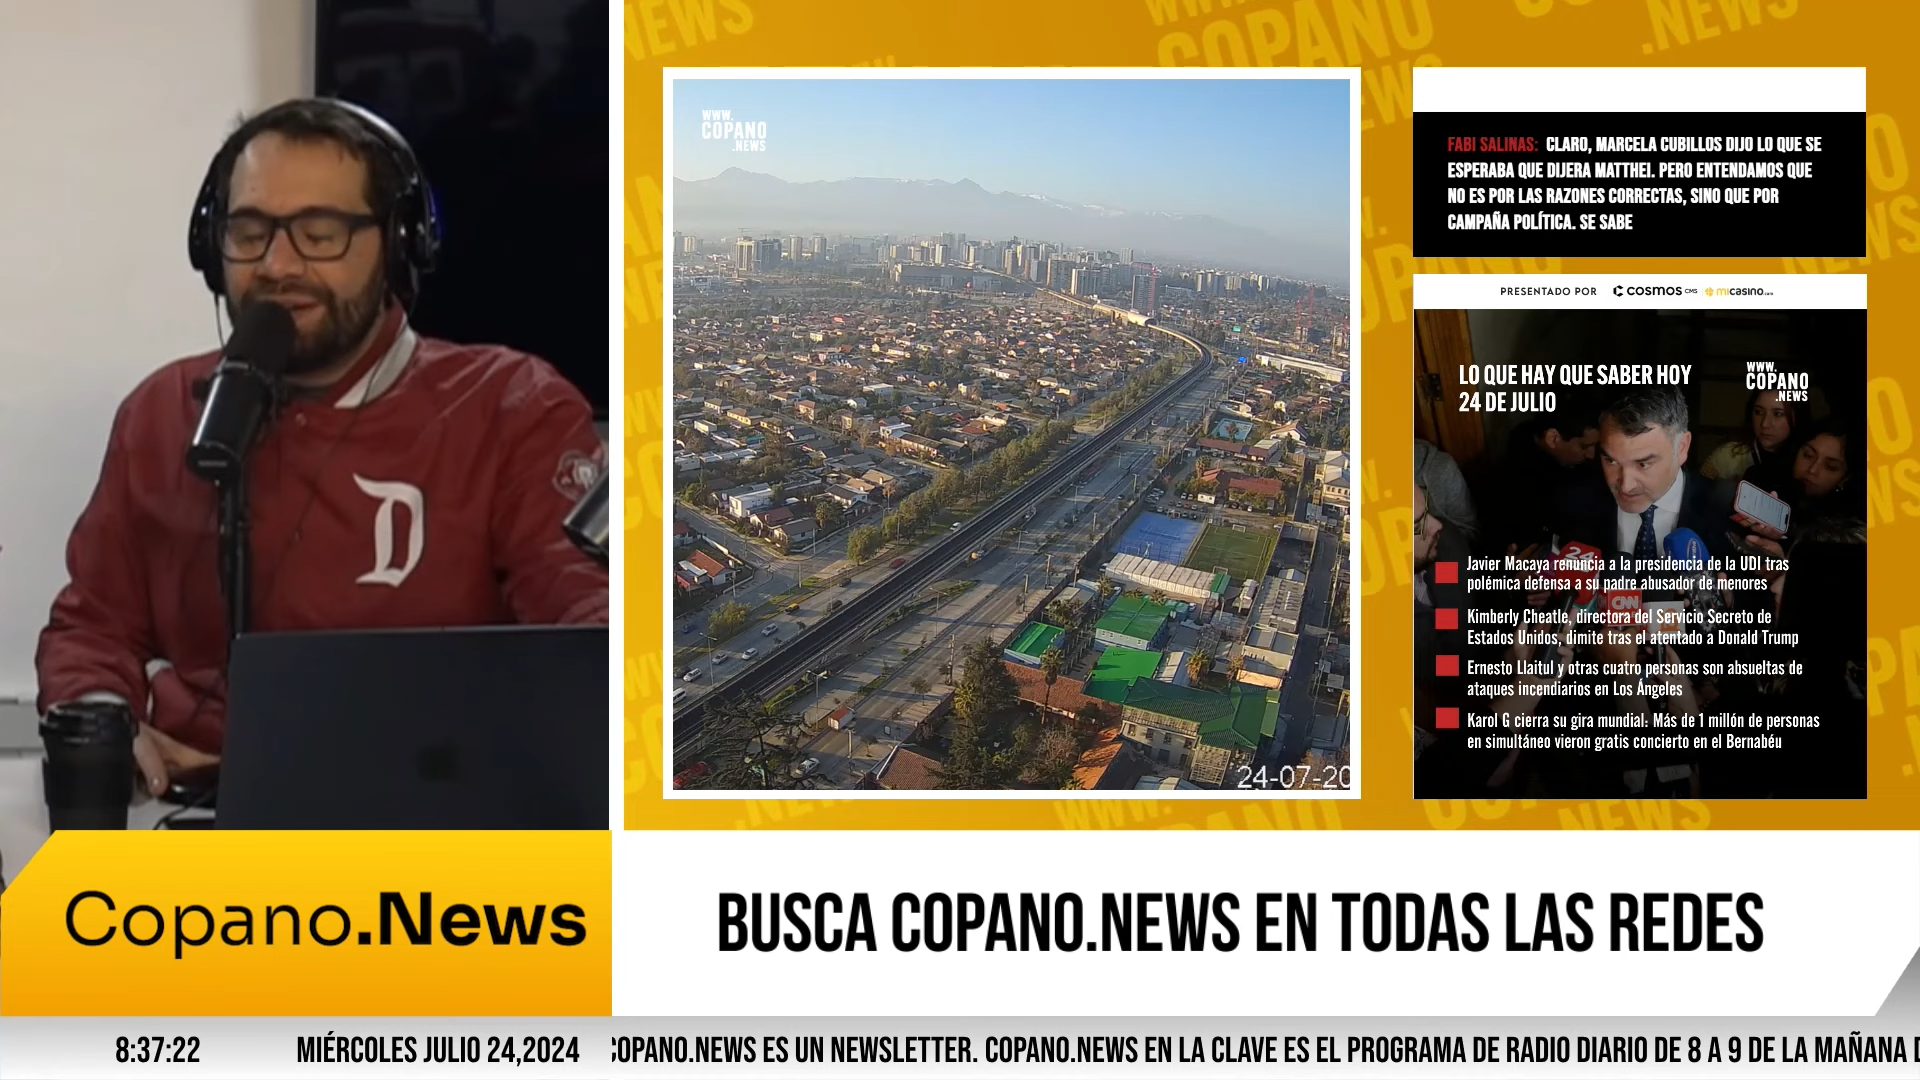 WWW.
COPANO
.NEWS
24-07-20
FABI SALINAS: CLARO, MARCELA CUBILLOS DIJO LO QUE SE
ESPERABA QUE DIJERA MATTHEI. PERO ENTENDAMOS QUE
NO ES POR LAS RAZONES CORRECTAS, SINO QUE POR
CAMPAÑA POLÍTICA. SE SABE
PRESENTADO POR COSMOS CMS micasino.com
LO QUE HAY QUE SABER HOY
24 DE JULIO
WWW.
COPANO
.NEWS
24
CNN
Javier Macaya renuncia a la presidencia de la UDI tras
polémica defensa a su padre abusador de menores
Kimberly Cheatle, directora del Servicio Secreto de
Estados Unidos, dimite tras el atentado a Donald Trump
Ernesto Llaitul y otras cuatro personas son absueltas de
ataques incendiarios en Los Ángeles
Karol G cierra su gira mundial: Más de 1 millón de personas
en simultáneo vieron gratis concierto en el Bernabéu
D
Copano.News
BUSCA COPANO.NEWS EN TODAS LAS REDES
8:37:22 MIÉRCOLES JULIO 24,2024 COPANO.NEWS ES UN NEWSLETTER. COPANO.NEWS EN LA CLAVE ES EL PROGRAMA DE RADIO DIARIO DE 8 A 9 DE LA MAÑANA D